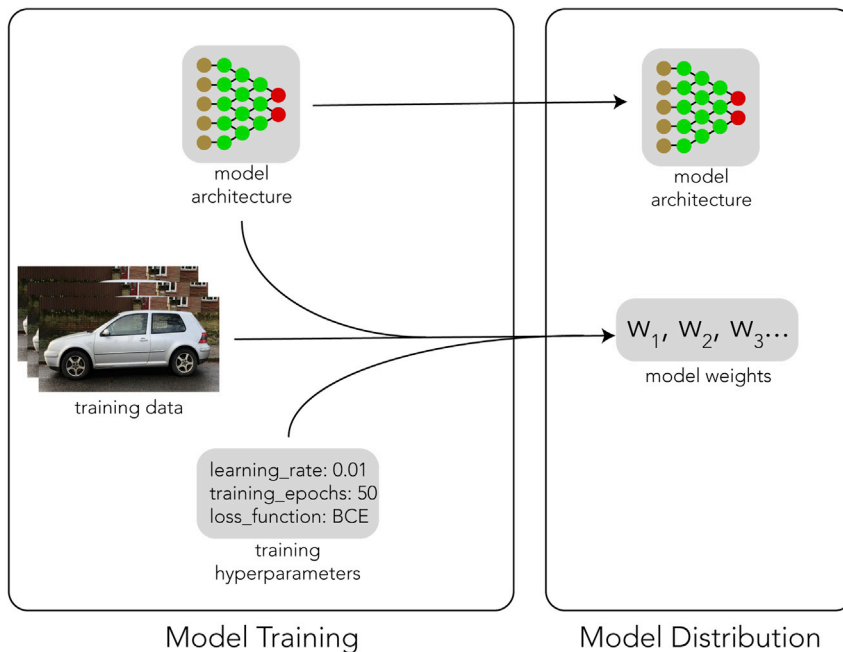 model
architecture
model
architecture
training data
W1, W2, W3...
model weights
learning_rate: 0.01
training_epochs: 50
loss_function: BCE
training
hyperparameters
Model Training
Model Distribution